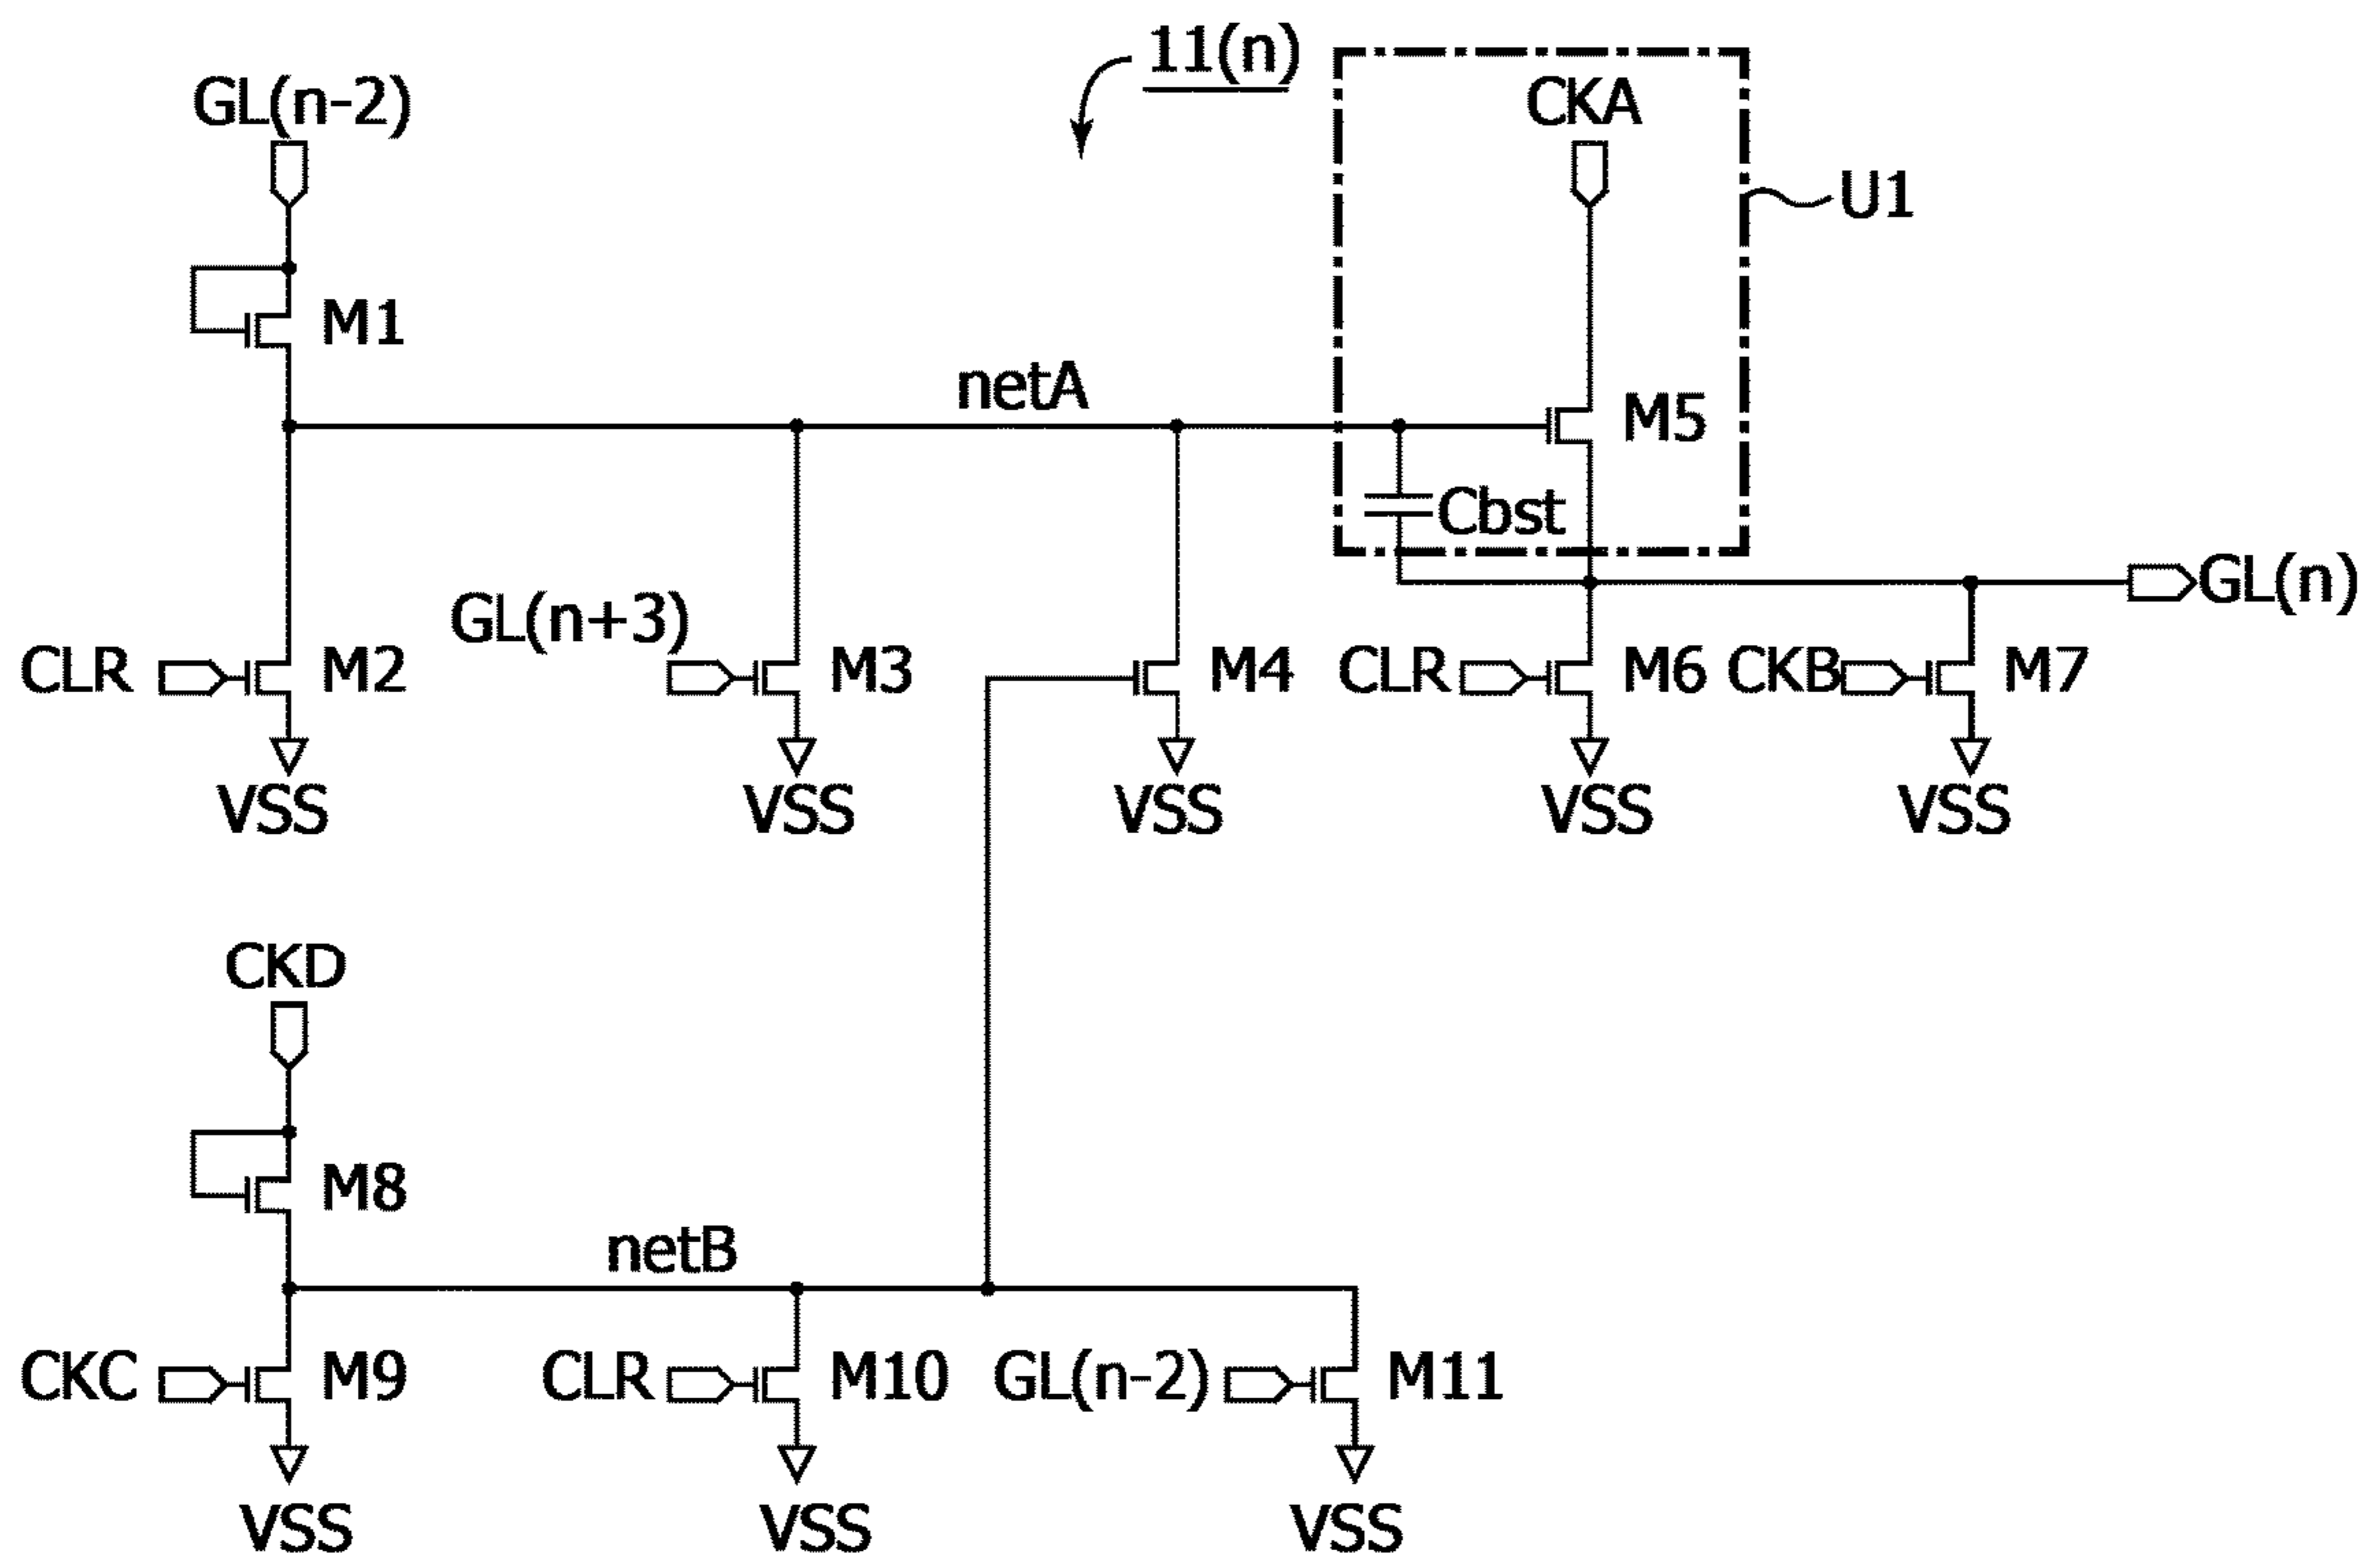 11(n)
GL(n-2)
CKA
U1
M1
netA
M5
Cbst
GL(n)
GL(n+3)
CLR
M2
M3
M4
CLR
M6
CKB
M7
VSS
VSS
VSS
VSS
VSS
CKD
M8
netB
CKC
M9
CLR
M10
GL(n-2)
M11
VSS
VSS
VSS